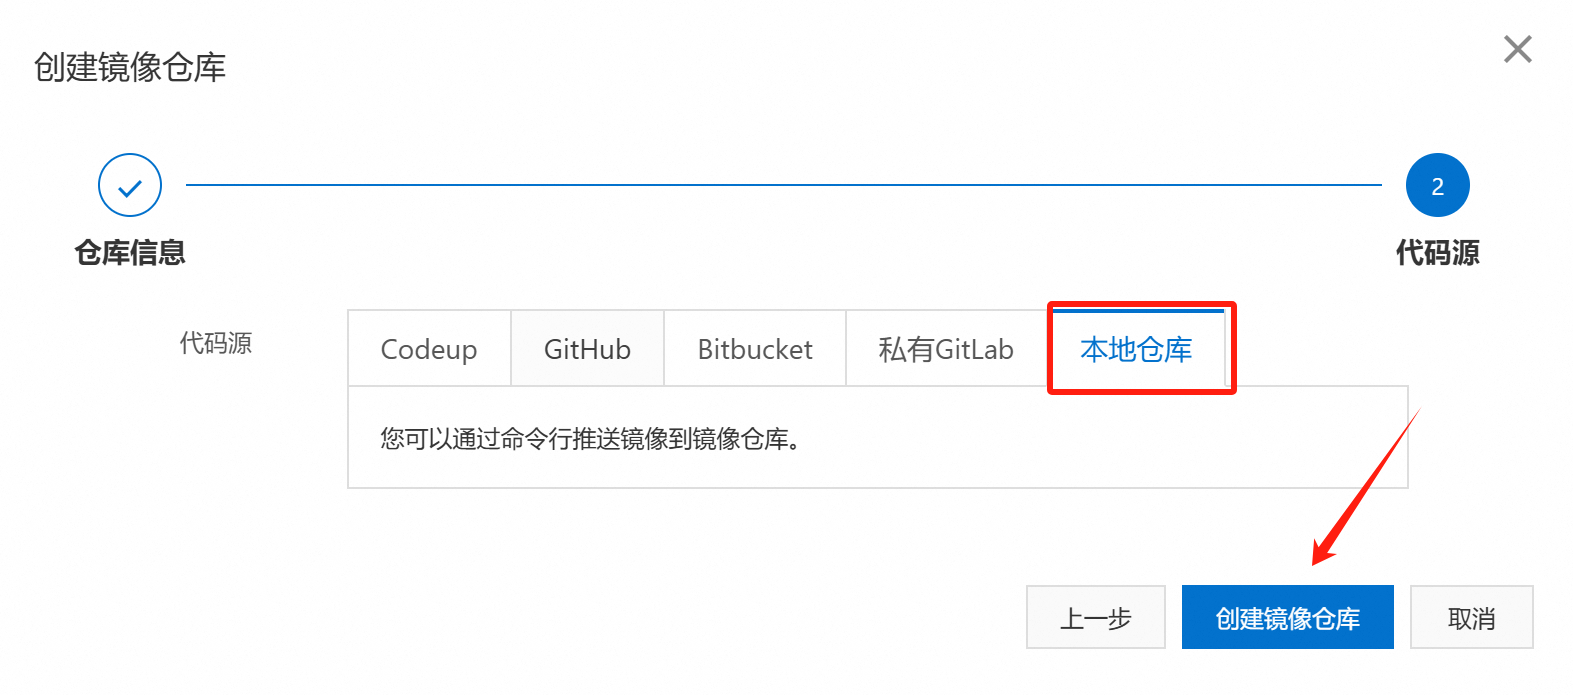 创建镜像仓库
2
仓库信息
代码源
代码源
Codeup
GitHub
Bitbucket
私有GitLab
本地仓库
您可以通过命令行推送镜像到镜像仓库。
上一步
创建镜像仓库
取消